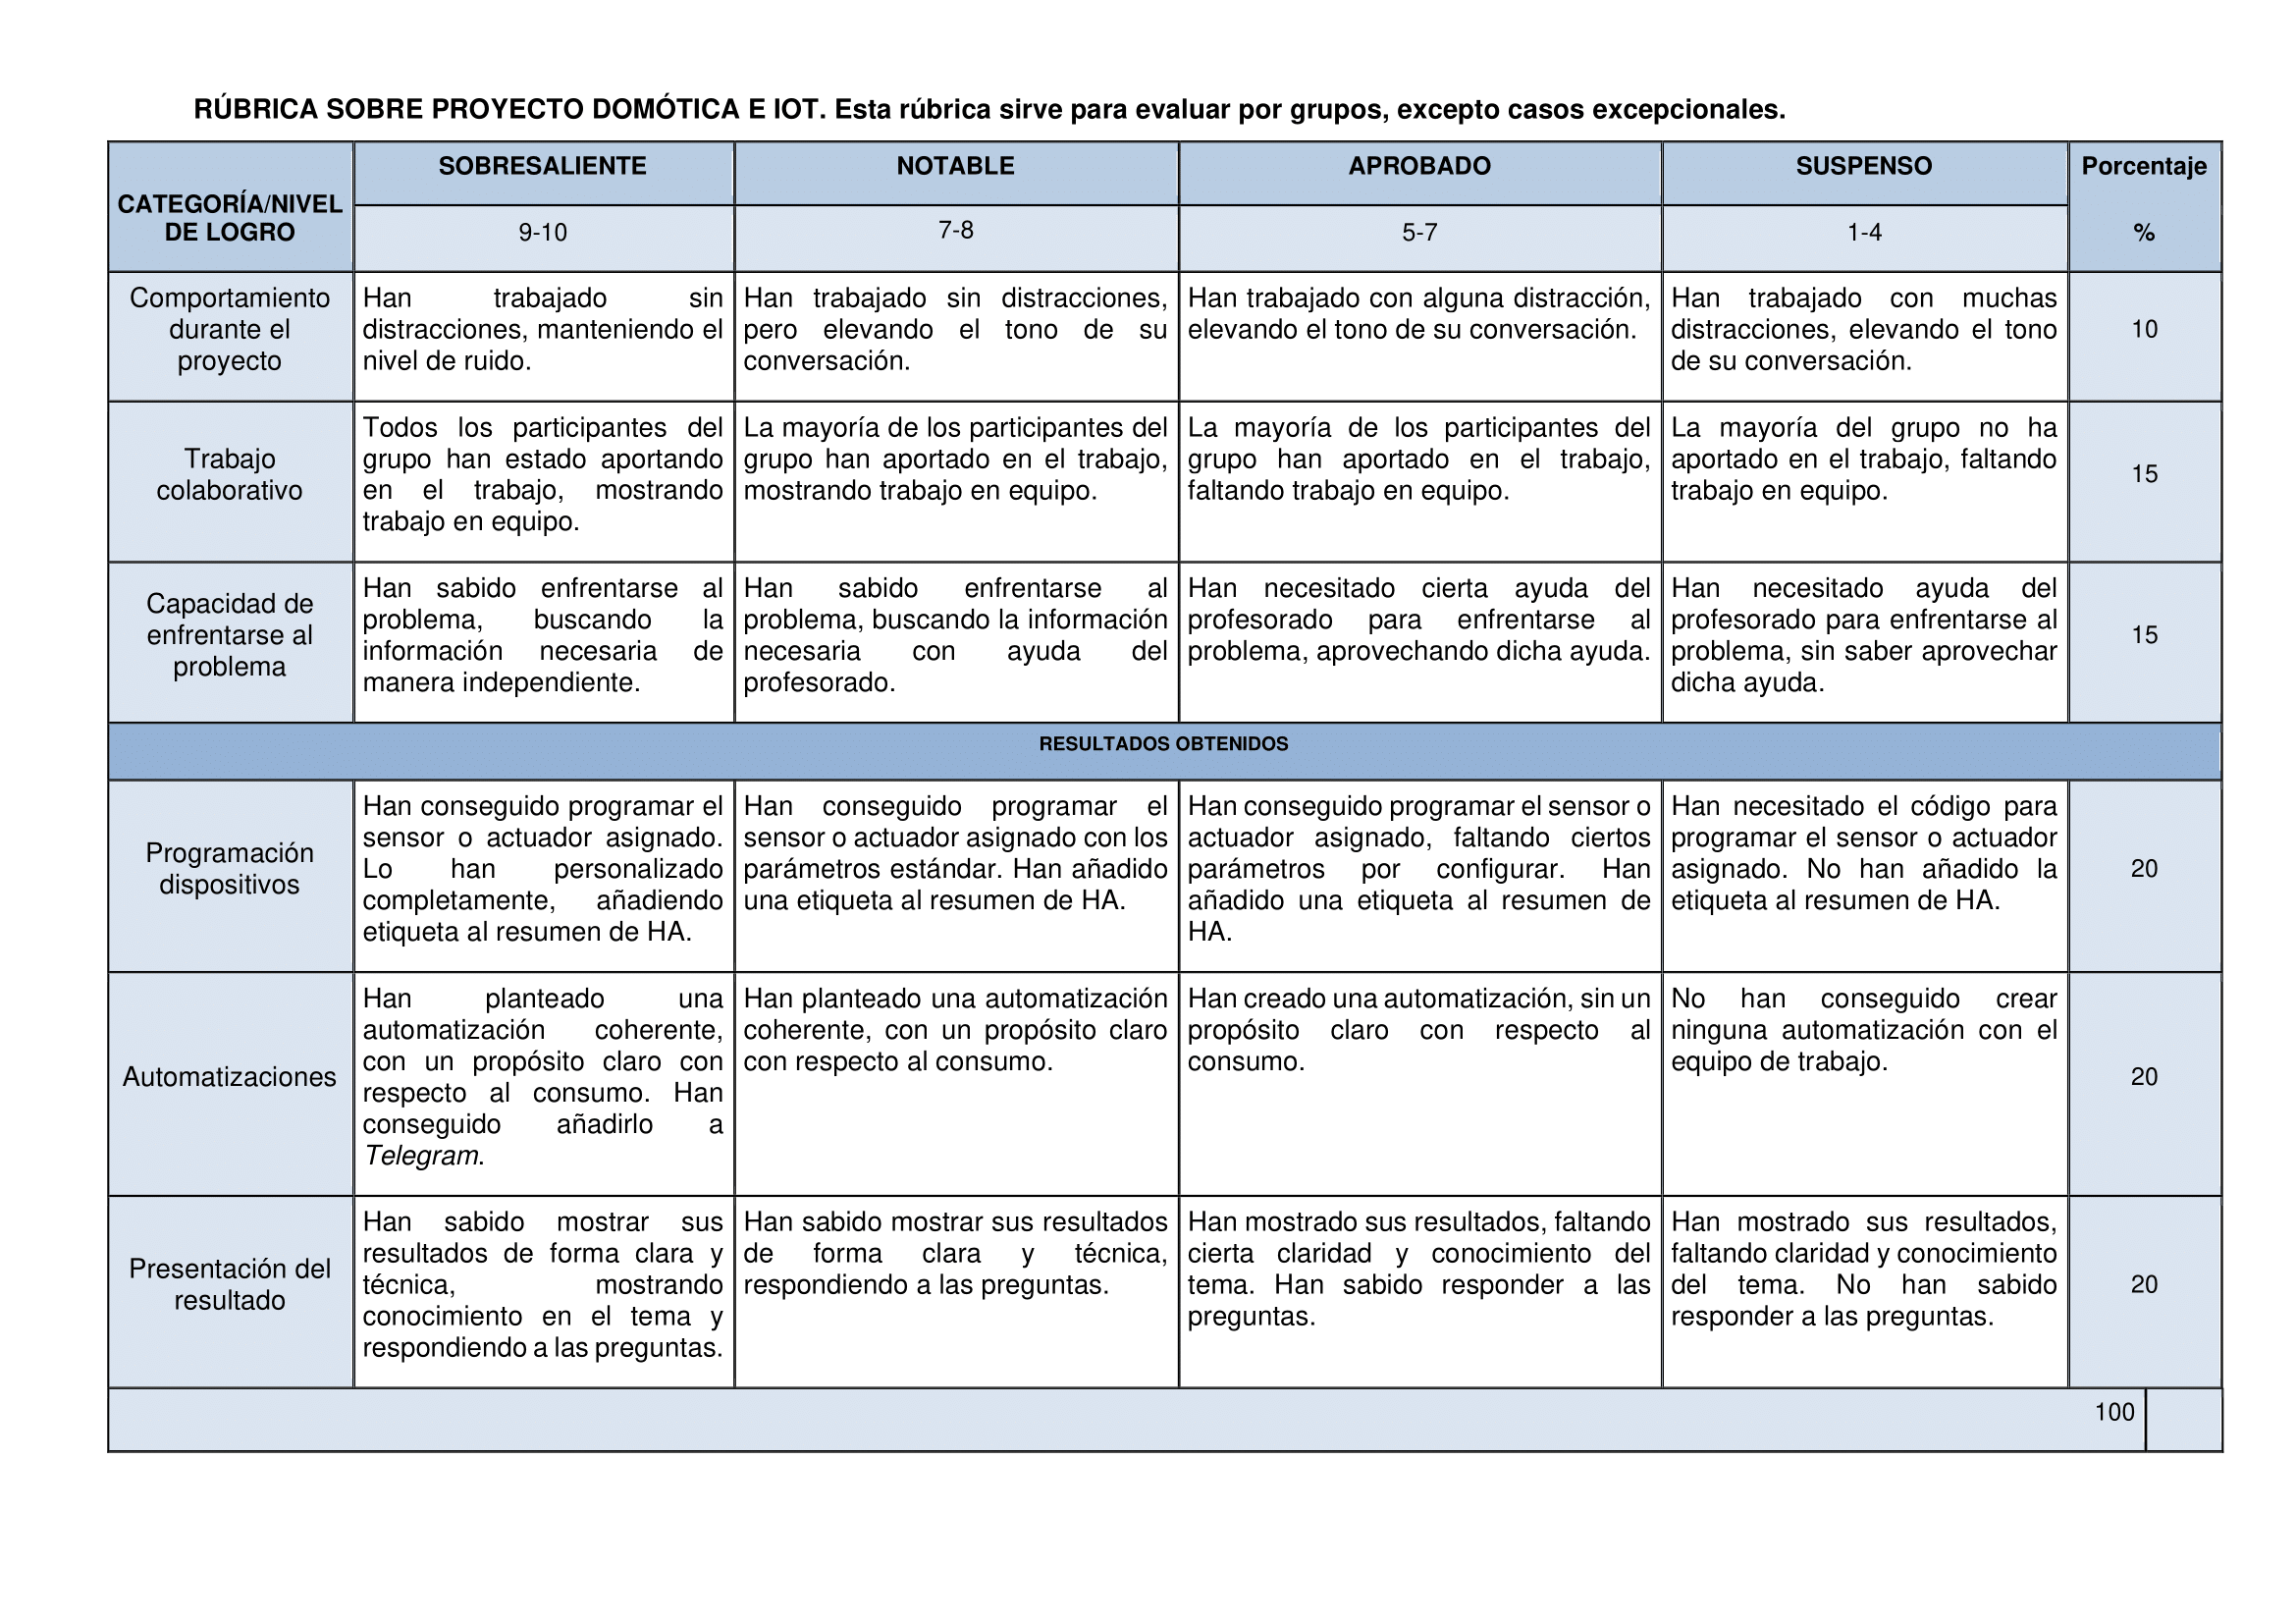 RÚBRICA SOBRE PROYECTO DOMÓTICA E IOT. Esta rúbrica sirve para evaluar por grupos, excepto casos excepcionales.
CATEGORÍA/NIVEL
DE LOGRO
SOBRESALIENTE
NOTABLE
APROBADO
SUSPENSO
Porcentaje
%
9-10
7-8
5-7
1-4
Comportamiento
durante el
proyecto
Han trabajado sin
distracciones, manteniendo el
nivel de ruido.
Han trabajado sin distracciones,
pero elevando el tono de su
conversación.
Han trabajado con alguna distracción,
elevando el tono de su conversación.
Han trabajado con muchas
distracciones, elevando el tono
de su conversación.
10
Trabajo
colaborativo
Todos los participantes del
grupo han estado aportando
en el trabajo, mostrando
trabajo en equipo.
La mayoría de los participantes del
grupo han aportado en el trabajo,
mostrando trabajo en equipo.
La mayoría de los participantes del
grupo han aportado en el trabajo,
faltando trabajo en equipo.
La mayoría del grupo no ha
aportado en el trabajo, faltando
trabajo en equipo.
15
Capacidad de
enfrentarse al
problema
Han sabido enfrentarse al
problema, buscando la
información necesaria de
manera independiente.
Han sabido enfrentarse al
problema, buscando la información
necesaria con ayuda del
profesorado.
Han necesitado cierta ayuda del
profesorado para enfrentarse al
problema, aprovechando dicha ayuda.
Han necesitado ayuda del
profesorado para enfrentarse al
problema, sin saber aprovechar
dicha ayuda.
15
RESULTADOS OBTENIDOS
Programación
dispositivos
Han conseguido programar el
sensor o actuador asignado.
Lo han personalizado
completamente, añadiendo
etiqueta al resumen de HA.
Han conseguido programar el
sensor o actuador asignado con los
parámetros estándar. Han añadido
una etiqueta al resumen de HA.
Han conseguido programar el sensor o
actuador asignado, faltando ciertos
parámetros por configurar. Han
añadido una etiqueta al resumen de
HA.
Han necesitado el código para
programar el sensor o actuador
asignado. No han añadido la
etiqueta al resumen de HA.
20
Automatizaciones
Han planteado una
automatización coherente,
con un propósito claro con
respecto al consumo. Han
conseguido añadirlo a
Telegram.
Han planteado una automatización
coherente, con un propósito claro
con respecto al consumo.
Han creado una automatización, sin un
propósito claro con respecto al
consumo.
No han conseguido crear
ninguna automatización con el
equipo de trabajo.
20
Presentación del
resultado
Han sabido mostrar sus
resultados de forma clara y
técnica, mostrando
conocimiento en el tema y
respondiendo a las preguntas.
Han sabido mostrar sus resultados
de forma clara y técnica,
respondiendo a las preguntas.
Han mostrado sus resultados, faltando
cierta claridad y conocimiento del
tema. Han sabido responder a las
preguntas.
Han mostrado sus resultados,
faltando claridad y conocimiento
del tema. No han sabido
responder a las preguntas.
20
100